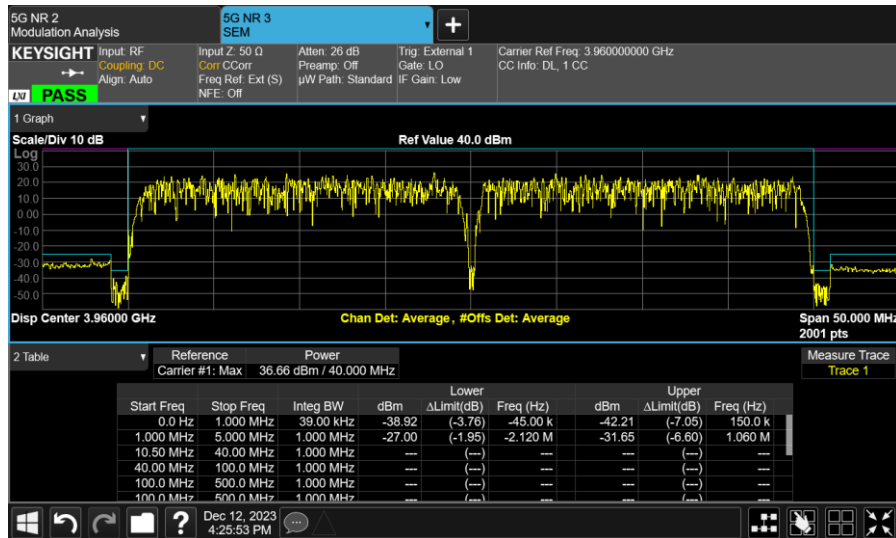 5G NR 2
Modulation Analysis
5G NR 3
SEM
+
KEYSIGHT
LXI
PASS
Input: RF
Coupling: DC
Align: Auto
Input Z: 50 Ω
Corr CCorr
Freq Ref: Ext (S)
NFE: Off
Atten: 26 dB
Preamp: Off
µW Path: Standard
Trig: External 1
Gate: LO
IF Gain: Low
Carrier Ref Freq: 3.960000000 GHz
CC Info: DL, 1 CC
1 Graph
Scale/Div 10 dB
Ref Value 40.0 dBm
Log
30.0
20.0
10.0
0.00
-10.0
-20.0
-30.0
-40.0
-50.0
Disp Center 3.96000 GHz
Chan Det: Average , #Offs Det: Average
Span 50.000 MHz
2001 pts
2 Table
Reference Power
Carrier #1: Max 36.66 dBm / 40.000 MHz
Measure Trace
Trace 1
Lower Upper
Start Freq Stop Freq Integ BW dBm ΔLimit(dB) Freq (Hz) dBm ΔLimit(dB) Freq (Hz)
0.0 Hz 1.000 MHz 39.00 kHz -38.92 (-3.76) -45.00 k -42.21 (-7.05) 150.0 k
1.000 MHz 5.000 MHz 1.000 MHz -27.00 (-1.95) -2.120 M -31.65 (-6.60) 1.060 M
10.50 MHz 40.00 MHz 1.000 MHz --- (---) --- --- (---) ---
40.00 MHz 100.0 MHz 1.000 MHz --- (---) --- --- (---) ---
100.0 MHz 500.0 MHz 1.000 MHz --- (---) --- --- (---) ---
100.0 MHz 500.0 MHz 1.000 MHz --- (---) --- --- (---) ---
?
Dec 12, 2023
4:25:53 PM